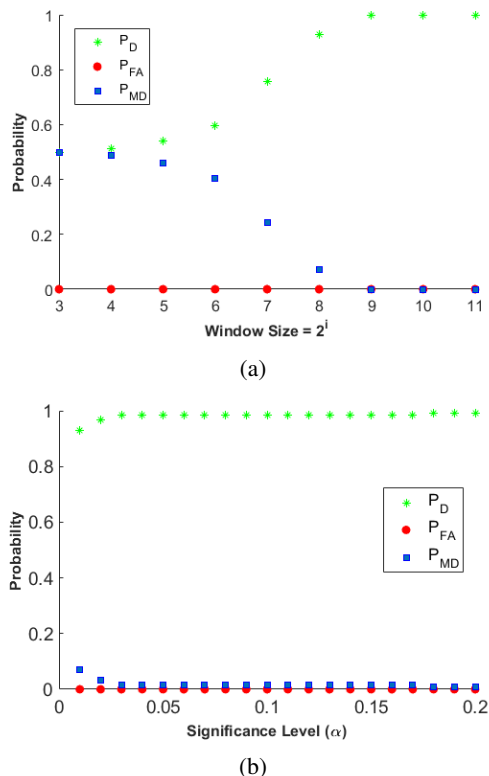 1
0.8
0.6
0.4
0.2
0
Probability
P_D
P_FA
P_MD
3 4 5 6 7 8 9 10 11
Window Size = 2^i
(a)
1
0.8
0.6
0.4
0.2
0
Probability
P_D
P_FA
P_MD
0 0.05 0.1 0.15 0.2
Significance Level (α)
(b)